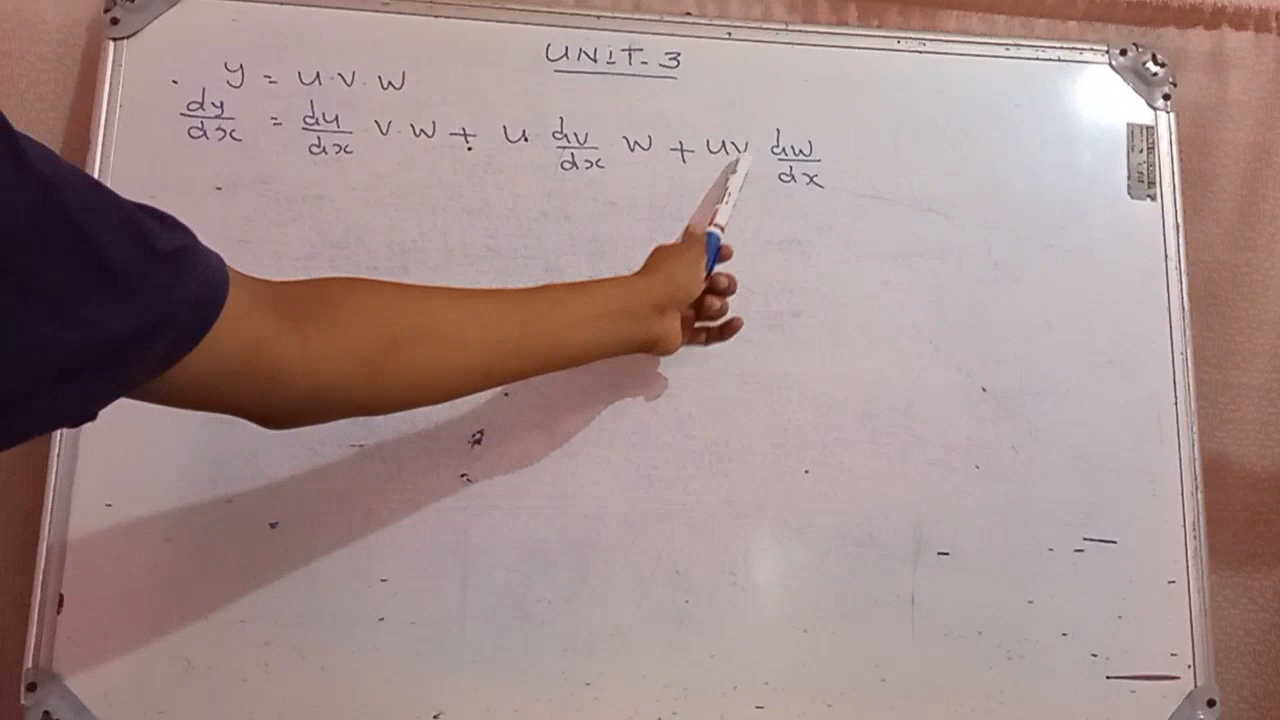 UNIT-3
y = u.v.w
dy/dx = du/dx v.w + u. dv/dx w + uv dw/dx